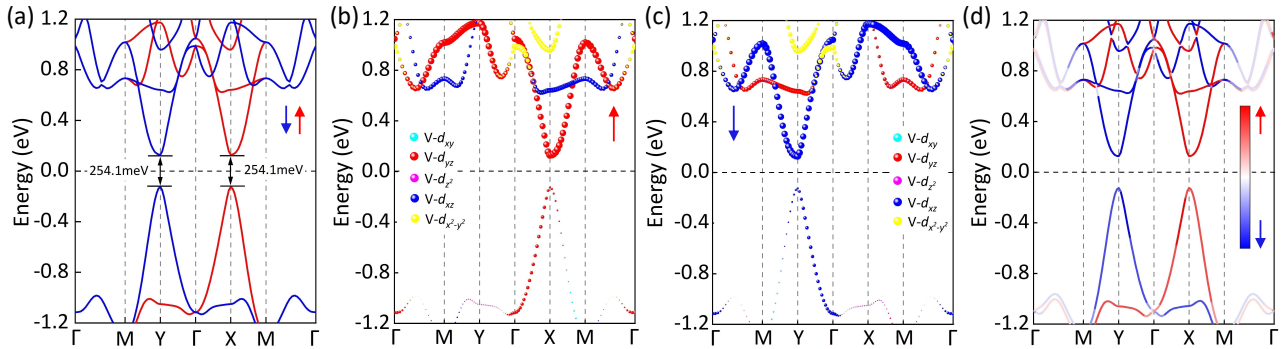 (a)
Energy (eV)
1.2
0.8
0.4
0.0
-0.4
-0.8
-1.2
254.1meV
254.1meV
Γ M Y Γ X M Γ
(b)
Energy (eV)
1.2
0.8
0.4
0.0
-0.4
-0.8
-1.2
V-dxy
V-dyz
V-dz²
V-dxz
V-dx²-y²
Γ M Y Γ X M Γ
(c)
Energy (eV)
1.2
0.8
0.4
0.0
-0.4
-0.8
-1.2
V-dxy
V-dyz
V-dz²
V-dxz
V-dx²-y²
Γ M Y Γ X M Γ
(d)
Energy (eV)
1.2
0.8
0.4
0.0
-0.4
-0.8
-1.2
Γ M Y Γ X M Γ